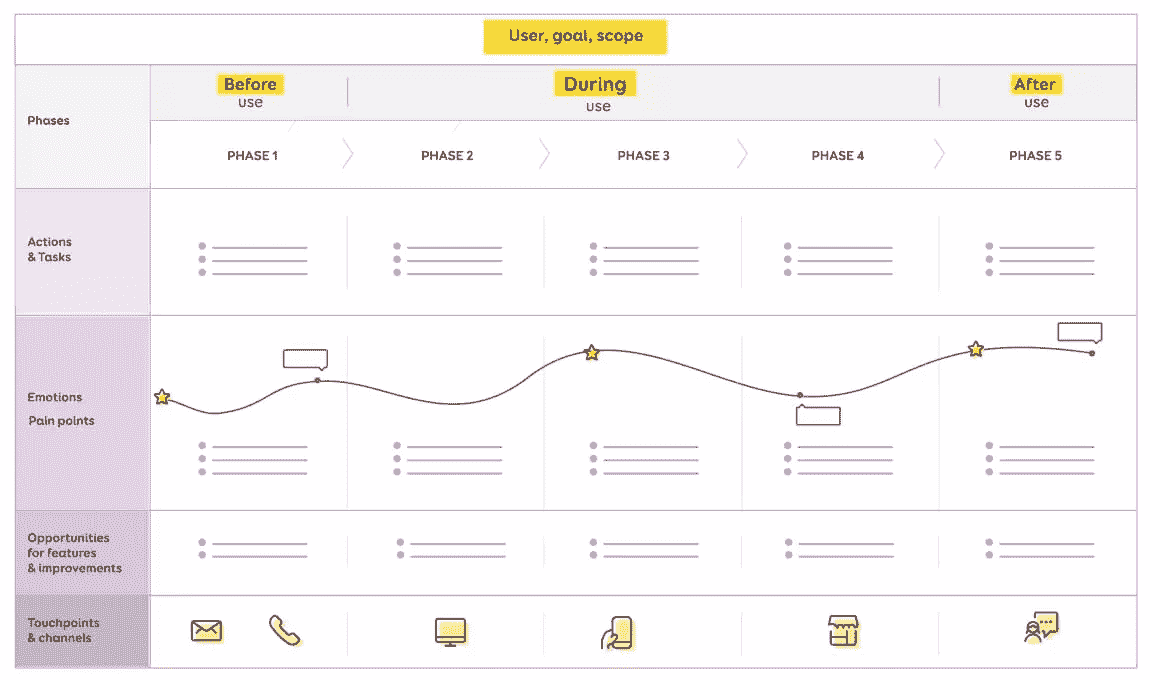 User, goal, scope
Before
use
During
use
After
use
Phases
PHASE 1
PHASE 2
PHASE 3
PHASE 4
PHASE 5
Actions
& Tasks
Emotions
Pain points
Opportunities
for features
& improvements
Touchpoints
& channels